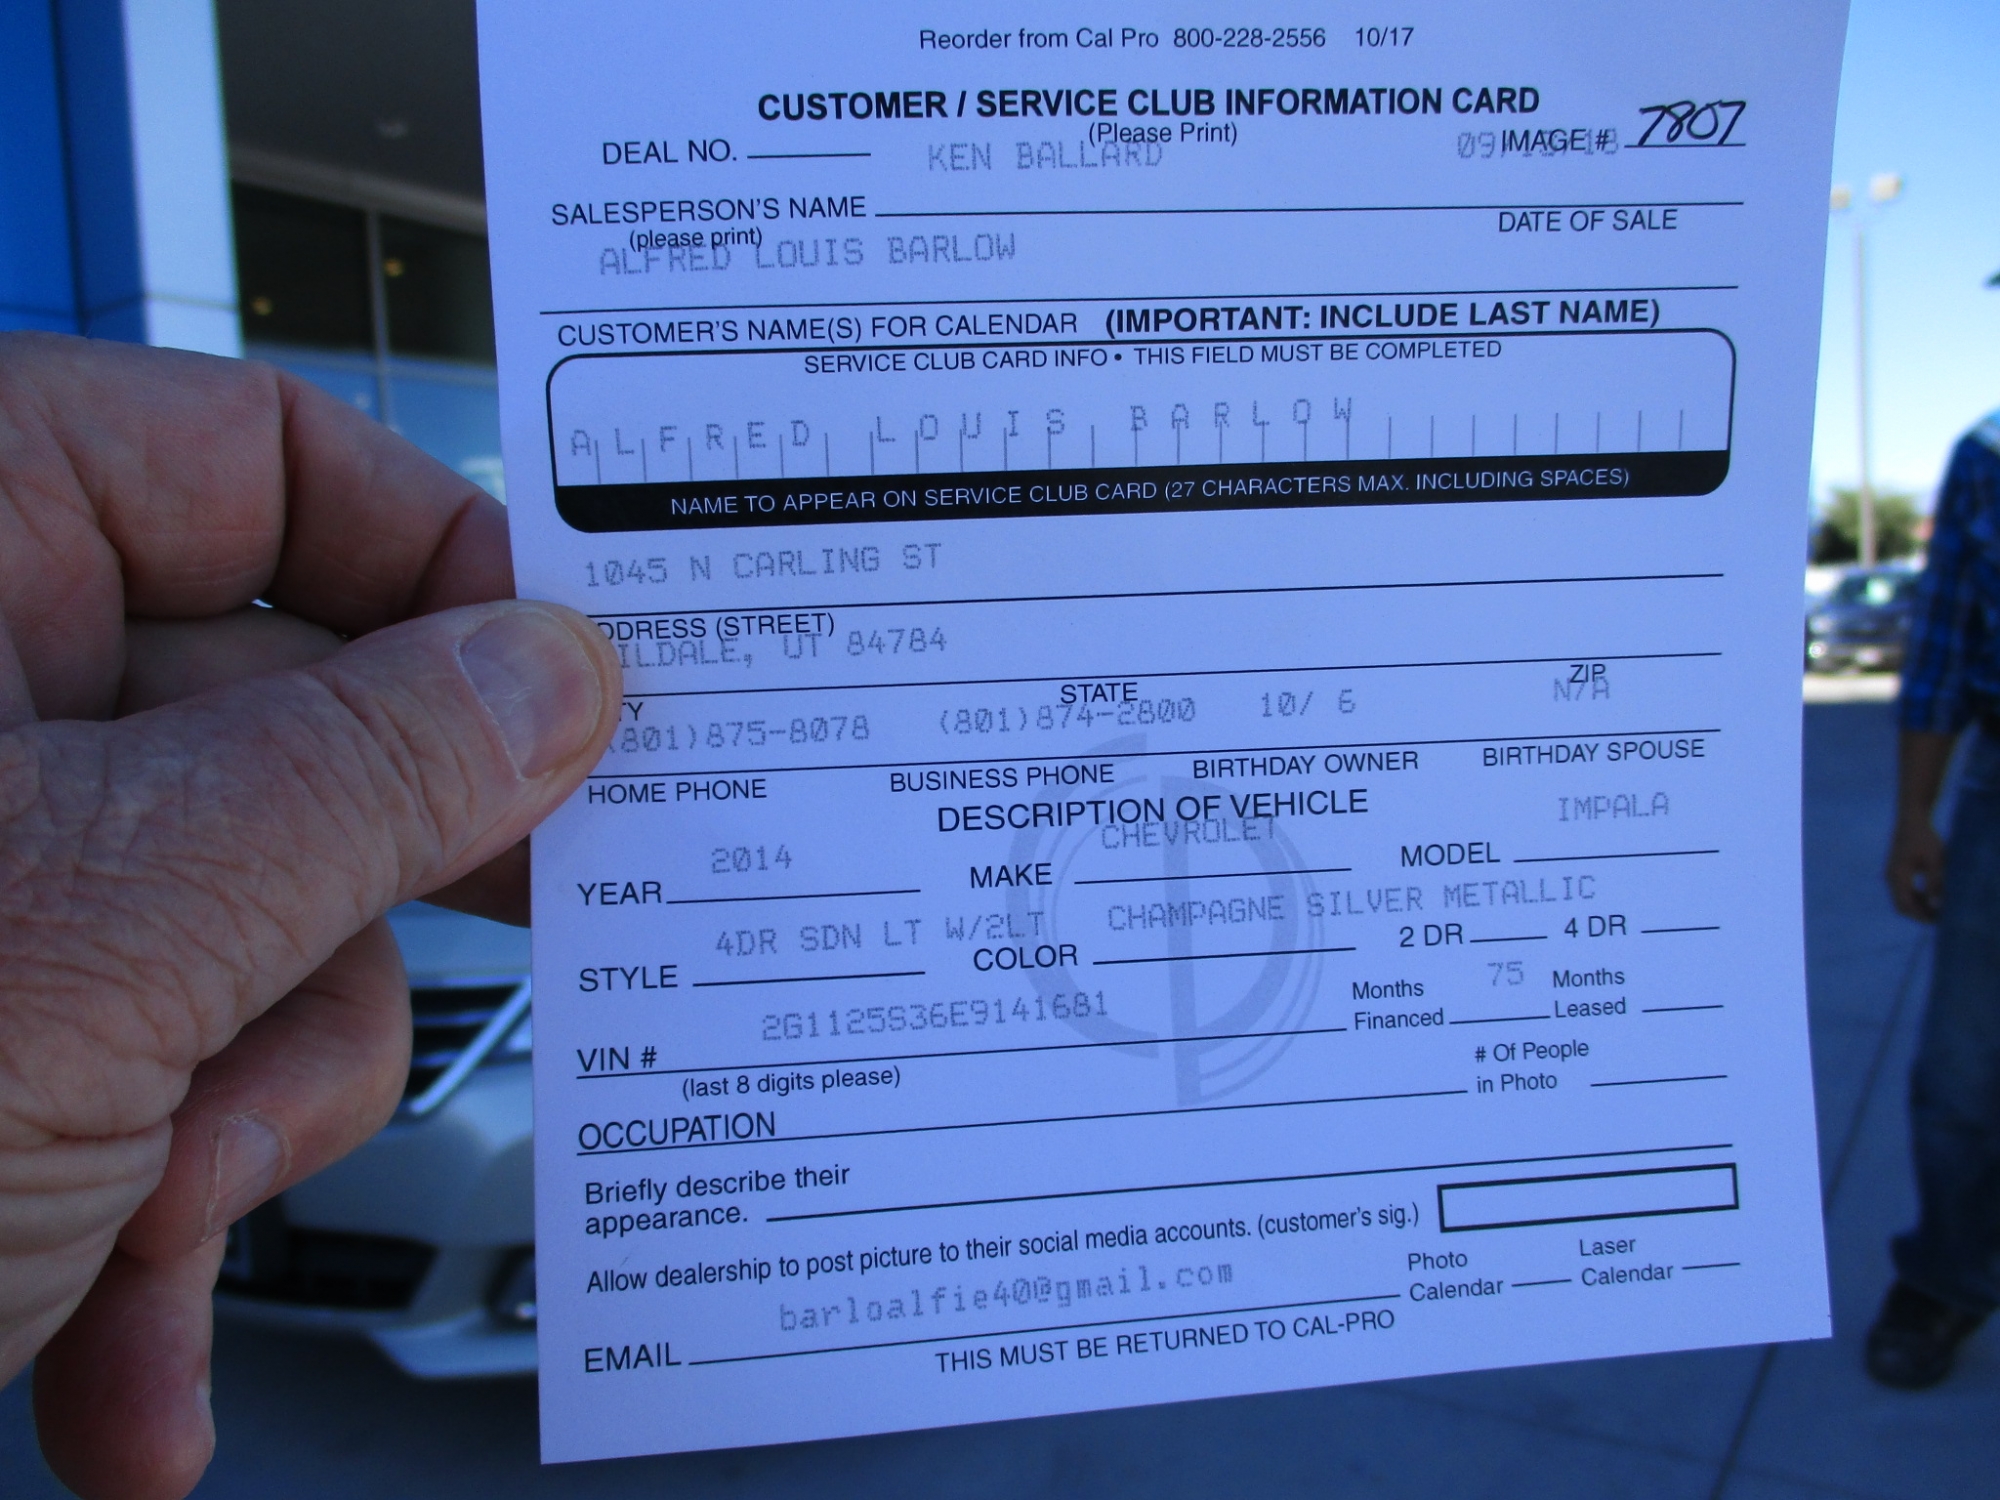 Reorder from Cal Pro 800-228-2556 10/17
CUSTOMER / SERVICE CLUB INFORMATION CARD
(Please Print)
DEAL NO. KEN BALLARD IMAGE # 7807
SALESPERSON'S NAME DATE OF SALE
(please print)
ALFRED LOUIS BARLOW
CUSTOMER'S NAME(S) FOR CALENDAR (IMPORTANT: INCLUDE LAST NAME)
SERVICE CLUB CARD INFO • THIS FIELD MUST BE COMPLETED
ALFRED LOUIS BARLOW
NAME TO APPEAR ON SERVICE CLUB CARD (27 CHARACTERS MAX. INCLUDING SPACES)
1045 N CARLING ST
DDRESS (STREET)
ILDALE, UT 84784
TY STATE ZIP
(801)875-8078 (801)874-2800 10/ 6 N/A
HOME PHONE BUSINESS PHONE BIRTHDAY OWNER BIRTHDAY SPOUSE
DESCRIPTION OF VEHICLE
2014 CHEVROLET IMPALA
YEAR MAKE MODEL
4DR SDN LT W/2LT CHAMPAGNE SILVER METALLIC
STYLE COLOR 2 DR 4 DR
2G1125S36E9141681 75
VIN # Months Financed Months Leased
(last 8 digits please) # Of People in Photo
OCCUPATION
Briefly describe their
appearance.
Allow dealership to post picture to their social media accounts. (customer's sig.)
barloalfie40@gmail.com Photo Calendar Laser Calendar
EMAIL
THIS MUST BE RETURNED TO CAL-PRO